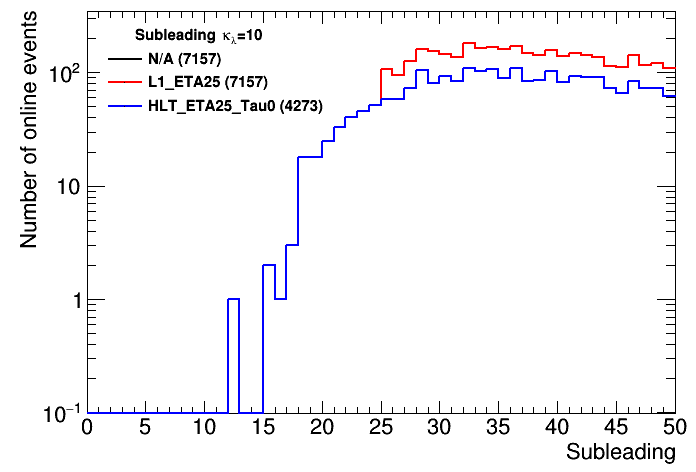 Subleading κλ=10
N/A (7157)
L1_ETA25 (7157)
HLT_ETA25_Tau0 (4273)
Number of online events
10²
10
1
10⁻¹
0 5 10 15 20 25 30 35 40 45 50
Subleading